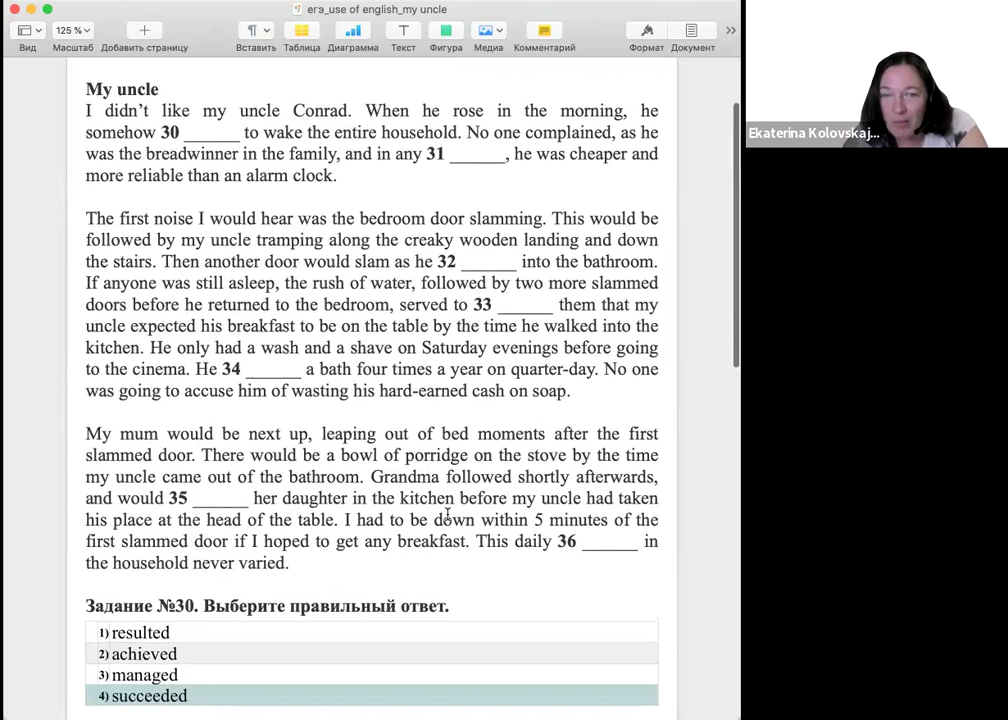 егэ_use of english_my uncle
125 %
Вид
Масштаб
Добавить страницу
Вставить
Таблица
Диаграмма
Текст
Фигура
Медиа
Комментарий
Формат
Документ
My uncle
I didn’t like my uncle Conrad. When he rose in the morning, he
somehow 30 ______ to wake the entire household. No one complained, as he
was the breadwinner in the family, and in any 31 ______, he was cheaper and
more reliable than an alarm clock.
The first noise I would hear was the bedroom door slamming. This would be
followed by my uncle tramping along the creaky wooden landing and down
the stairs. Then another door would slam as he 32 ______ into the bathroom.
If anyone was still asleep, the rush of water, followed by two more slammed
doors before he returned to the bedroom, served to 33 ______ them that my
uncle expected his breakfast to be on the table by the time he walked into the
kitchen. He only had a wash and a shave on Saturday evenings before going
to the cinema. He 34 ______ a bath four times a year on quarter-day. No one
was going to accuse him of wasting his hard-earned cash on soap.
My mum would be next up, leaping out of bed moments after the first
slammed door. There would be a bowl of porridge on the stove by the time
my uncle came out of the bathroom. Grandma followed shortly afterwards,
and would 35 ______ her daughter in the kitchen before my uncle had taken
his place at the head of the table. I had to be down within 5 minutes of the
first slammed door if I hoped to get any breakfast. This daily 36 ______ in
the household never varied.
Задание №30. Выберите правильный ответ.
1) resulted
2) achieved
3) managed
4) succeeded
Ekaterina Kolovskaj...